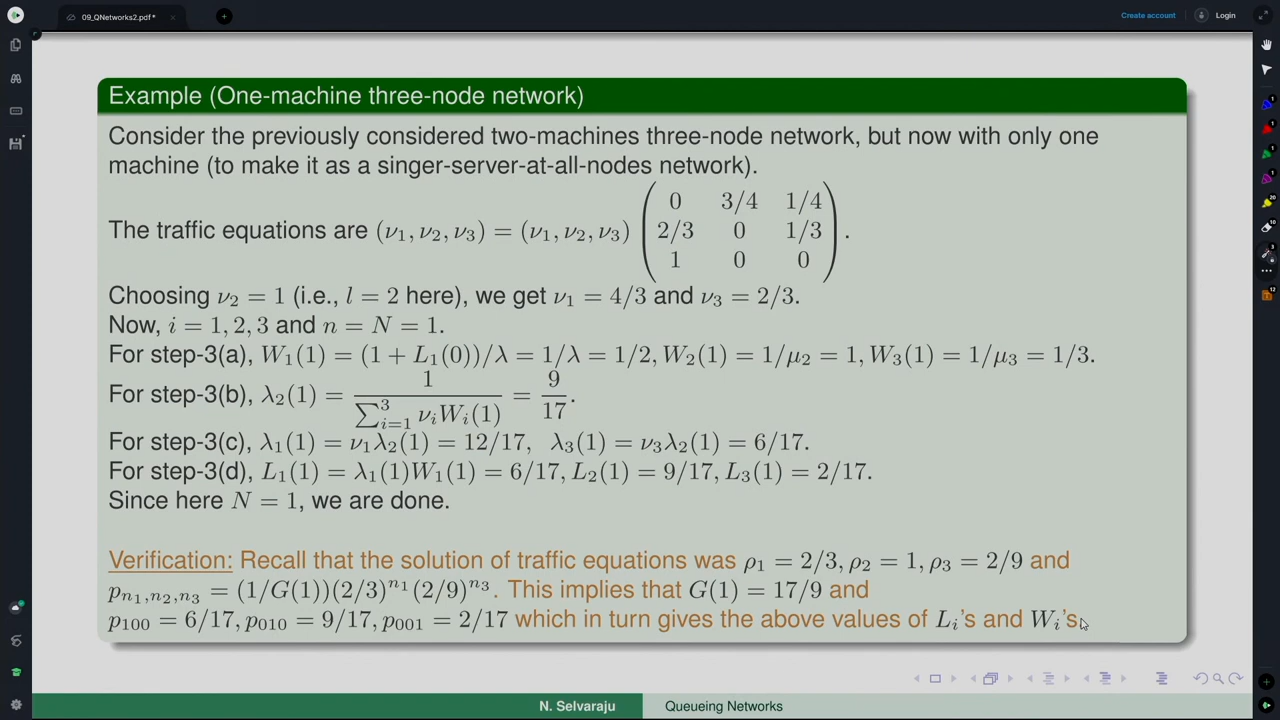 09_QNetworks2.pdf*
Create account
Login
Example (One-machine three-node network)
Consider the previously considered two-machines three-node network, but now with only one
machine (to make it as a singer-server-at-all-nodes network).
The traffic equations are (ν₁, ν₂, ν₃) = (ν₁, ν₂, ν₃) ( 0 3/4 1/4
2/3 0 1/3
1 0 0 ).
Choosing ν₂ = 1 (i.e., l = 2 here), we get ν₁ = 4/3 and ν₃ = 2/3.
Now, i = 1, 2, 3 and n = N = 1.
For step-3(a), W₁(1) = (1 + L₁(0))/λ = 1/λ = 1/2, W₂(1) = 1/μ₂ = 1, W₃(1) = 1/μ₃ = 1/3.
For step-3(b), λ₂(1) = 1 / ∑³ᵢ₌₁ νᵢWᵢ(1) = 9/17.
For step-3(c), λ₁(1) = ν₁λ₂(1) = 12/17, λ₃(1) = ν₃λ₂(1) = 6/17.
For step-3(d), L₁(1) = λ₁(1)W₁(1) = 6/17, L₂(1) = 9/17, L₃(1) = 2/17.
Since here N = 1, we are done.
Verification: Recall that the solution of traffic equations was ρ₁ = 2/3, ρ₂ = 1, ρ₃ = 2/9 and
pₙ₁,ₙ₂,ₙ₃ = (1/G(1))(2/3)ⁿ¹(2/9)ⁿ³. This implies that G(1) = 17/9 and
p₁₀₀ = 6/17, p₀₁₀ = 9/17, p₀₀₁ = 2/17 which in turn gives the above values of Lᵢ's and Wᵢ's.
N. Selvaraju
Queueing Networks